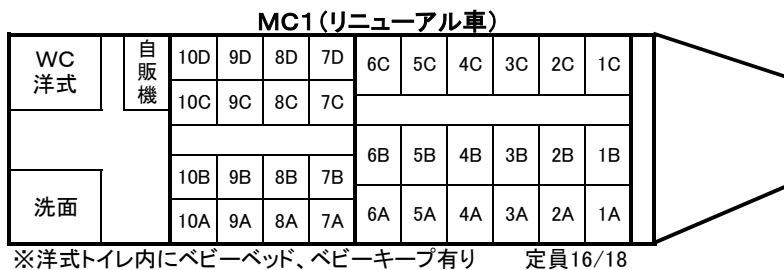 MC1(リニューアル車)
WC
洋式
自販機
10D 9D 8D 7D 6C 5C 4C 3C 2C 1C
10C 9C 8C 7C
10B 9B 8B 7B 6B 5B 4B 3B 2B 1B
洗面
10A 9A 8A 7A 6A 5A 4A 3A 2A 1A
※洋式トイレ内にベビーベッド、ベビーキープ有り 定員16/18